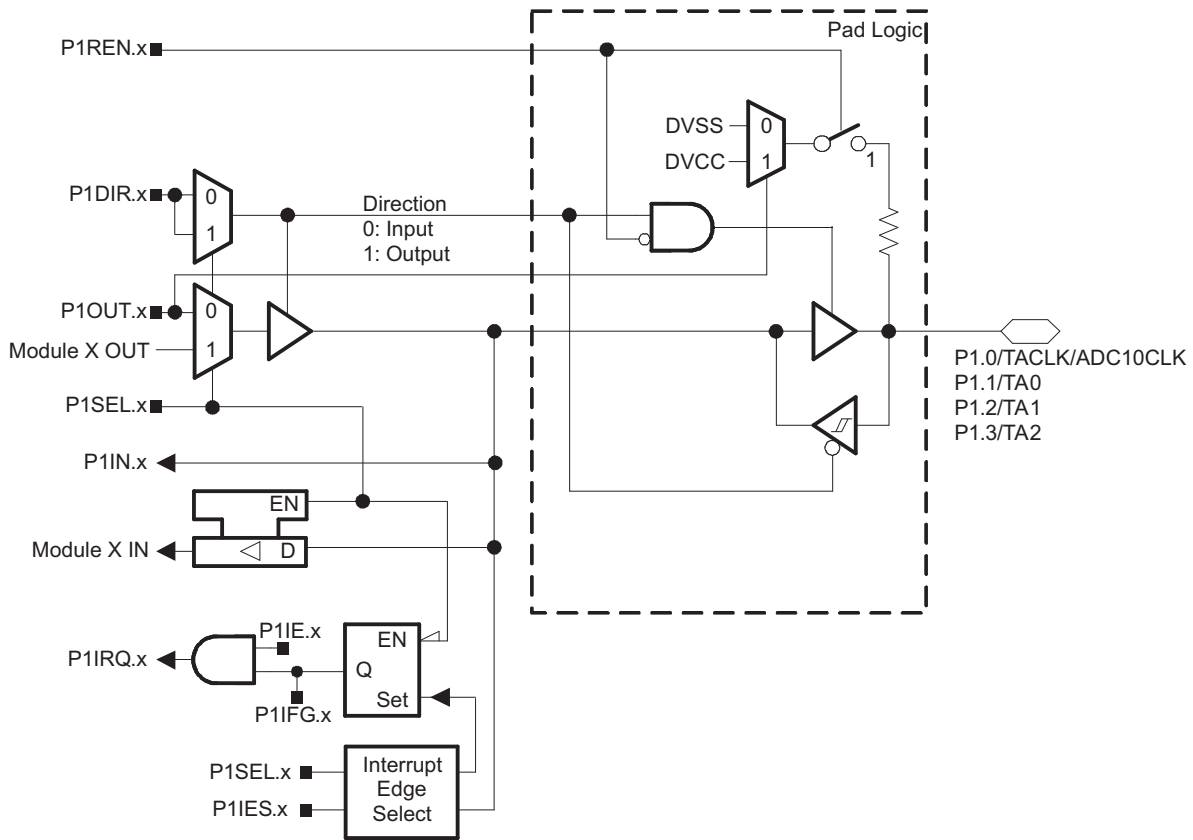 Pad Logic
P1REN.x
DVSS
0
DVCC
1
1
P1DIR.x
0
1
Direction
0: Input
1: Output
P1OUT.x
0
Module X OUT
1
P1.0/TACLK/ADC10CLK
P1.1/TA0
P1.2/TA1
P1.3/TA2
P1SEL.x
P1IN.x
EN
Module X IN
D
P1IE.x
EN
P1IRQ.x
Q
Set
P1IFG.x
P1SEL.x
P1IES.x
Interrupt
Edge
Select